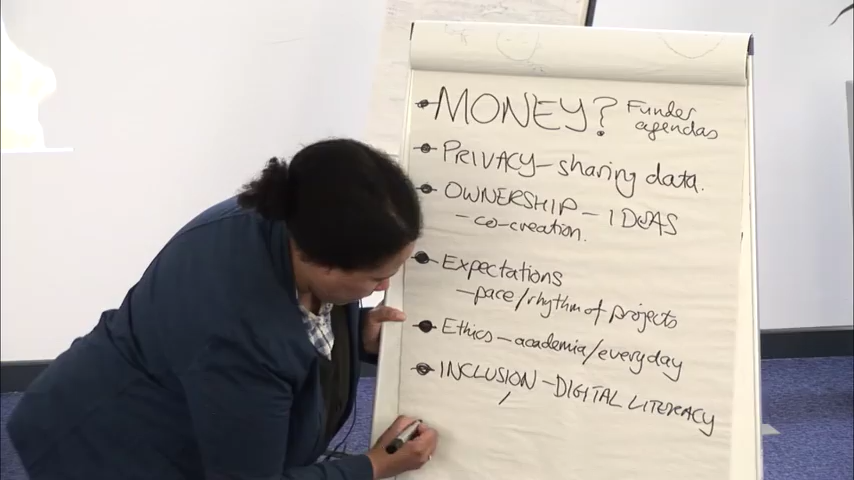 MONEY? Funder
agendas
PRIVACY - sharing data.
OWNERSHIP - IDEAS
- co-creation.
Expectations
- pace/rhythm of projects
Ethics - academia/everyday
INCLUSION - DIGITAL LITERACY